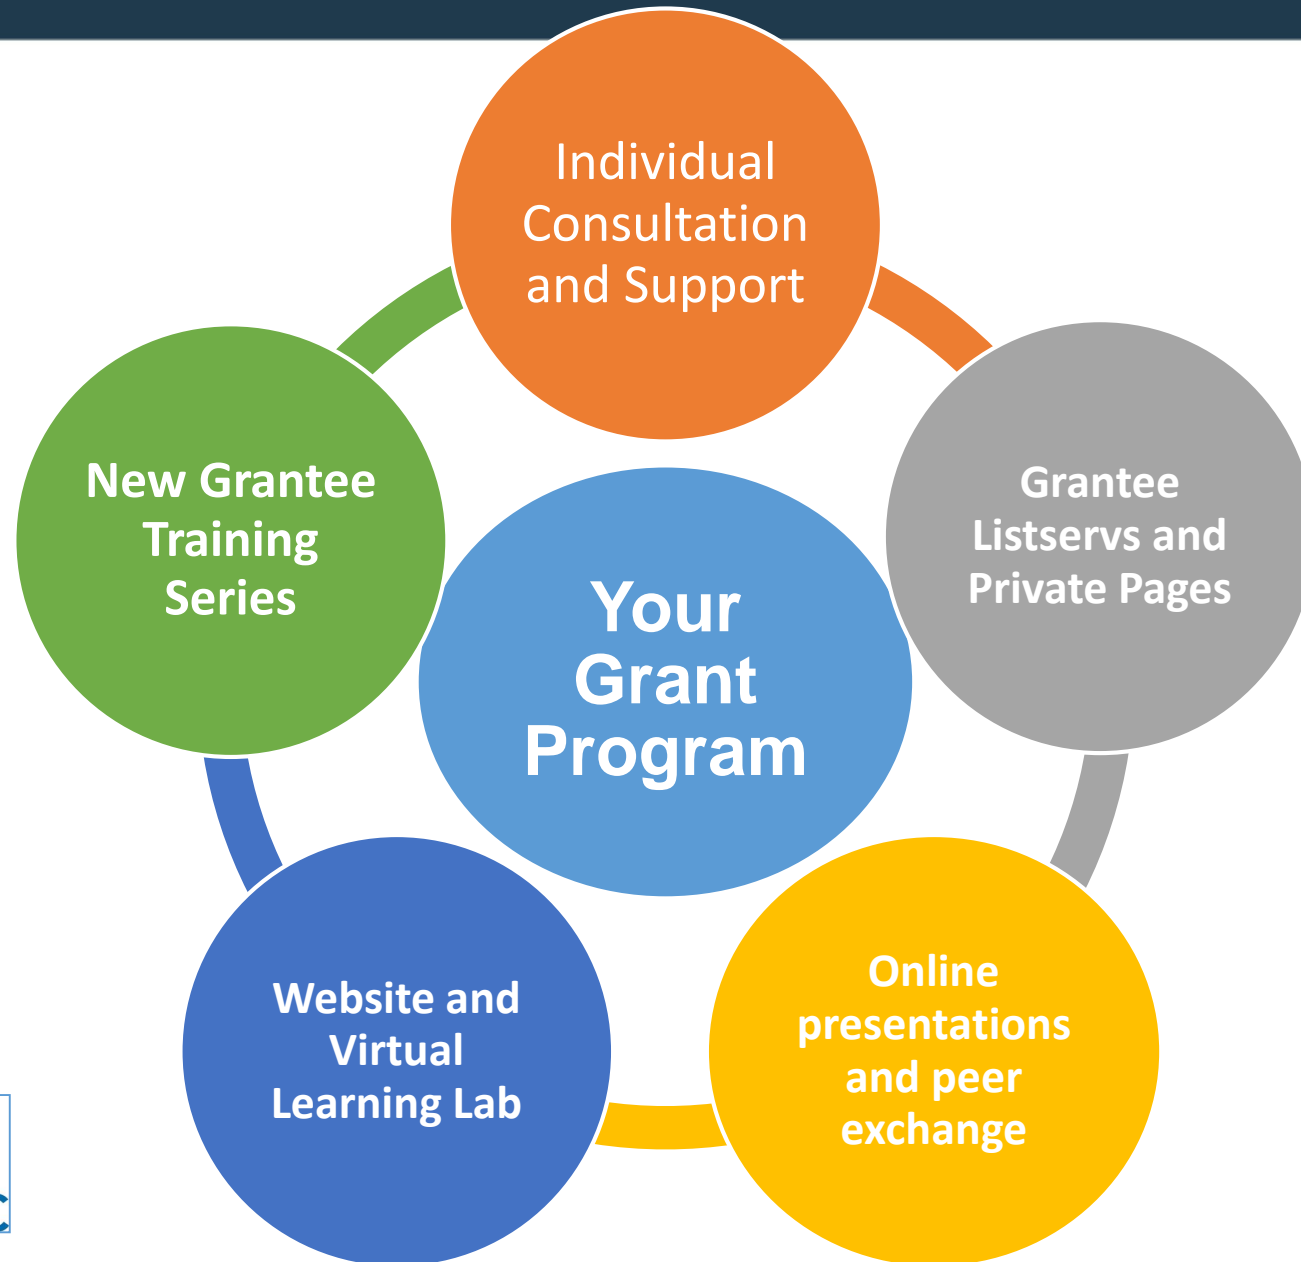 Individual
Consultation
and Support
New Grantee
Training
Series
Grantee
Listservs and
Private Pages
Your
Grant
Program
Website and
Virtual
Learning Lab
Online
presentations
and peer
exchange